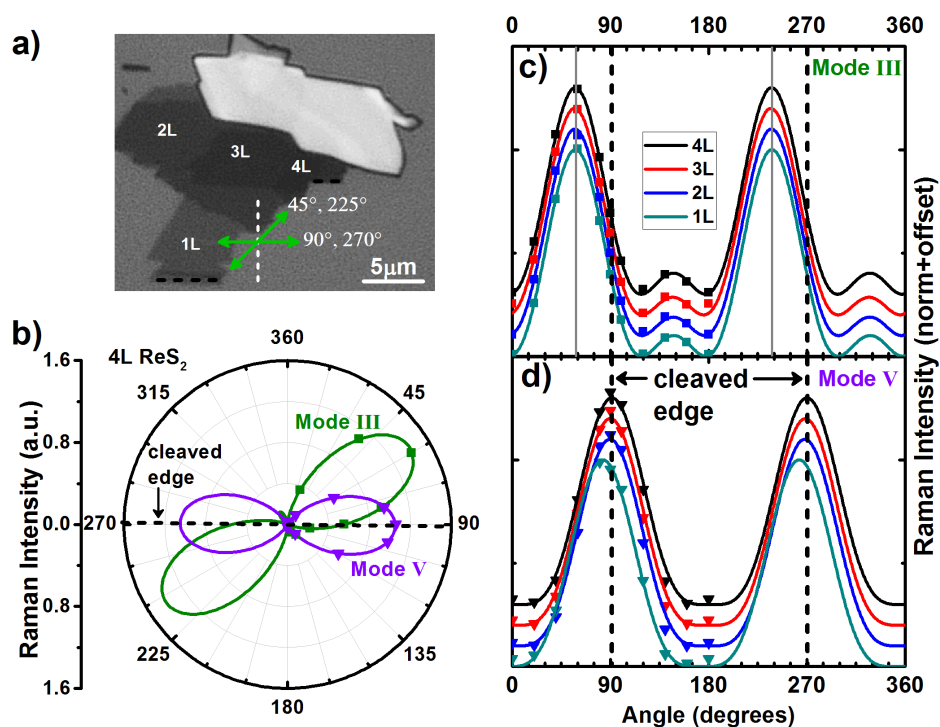 a)
2L
3L
4L
45°, 225°
90°, 270°
1L
5μm
b)
4L ReS2
360
45
90
135
180
225
270
315
Mode III
Mode V
cleaved
edge
1.6
0.8
0.0
0.8
1.6
Raman Intensity (a.u.)
0 90 180 270 360
c)
Mode III
4L
3L
2L
1L
d)
cleaved
edge
Mode V
0 90 180 270 360
Angle (degrees)
Raman Intensity (norm+offset)